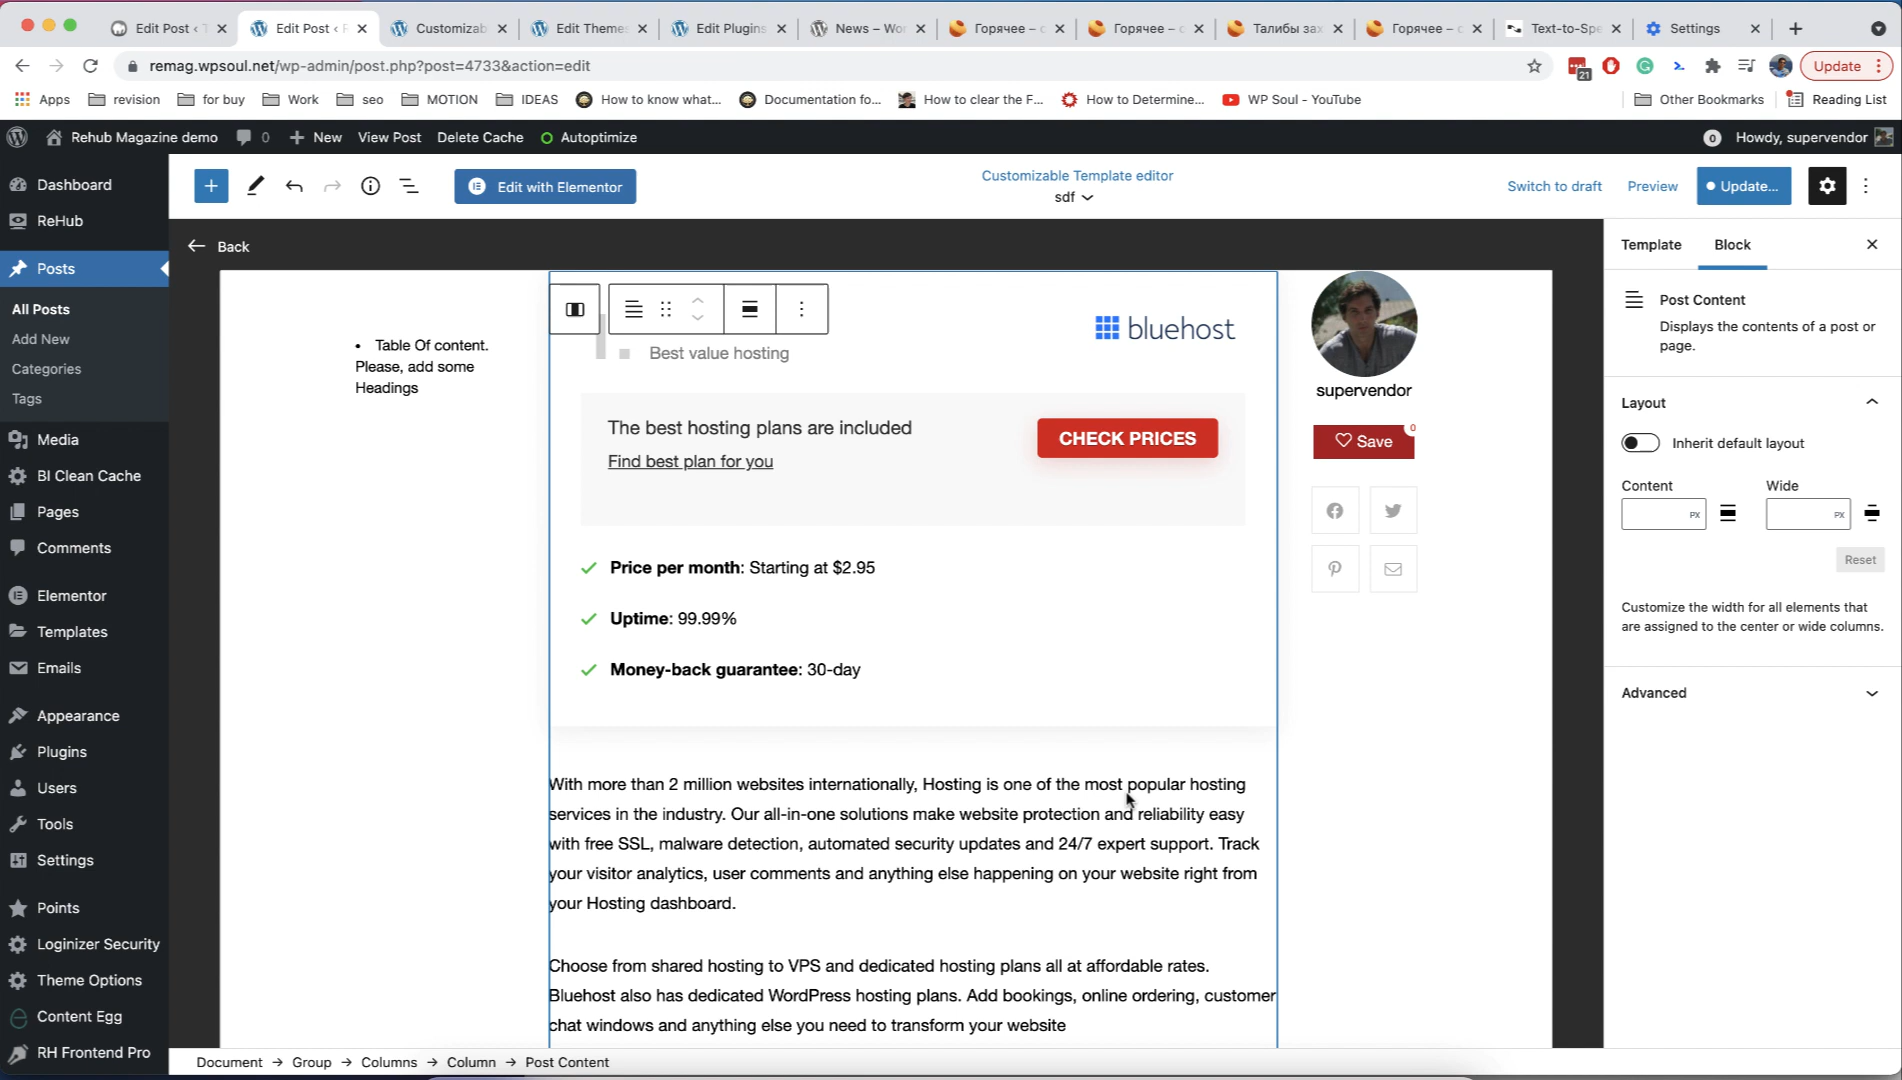 Edit Post ‹
Edit Post ‹
Customizab
Edit Themes
Edit Plugins
News – Wo
Горячее –
Горячее –
Талибы зах
Горячее –
Text-to-Spe
Settings
remag.wpsoul.net/wp-admin/post.php?post=4733&action=edit
21
Update
Apps
revision
for buy
Work
seo
MOTION
IDEAS
How to know what...
Documentation fo...
How to clear the F...
How to Determine...
WP Soul - YouTube
Other Bookmarks
Reading List
Rehub Magazine demo
0
New
View Post
Delete Cache
Autoptimize
0
Howdy, supervendor
Dashboard
ReHub
Posts
All Posts
Add New
Categories
Tags
Media
BI Clean Cache
Pages
Comments
Elementor
Templates
Emails
Appearance
Plugins
Users
Tools
Settings
Points
Loginizer Security
Theme Options
Content Egg
RH Frontend Pro
Edit with Elementor
Customizable Template editor
sdf
Switch to draft
Preview
Update...
Back
• Table Of content.
Please, add some
Headings
bluehost
Best value hosting
The best hosting plans are included
Find best plan for you
CHECK PRICES
Price per month: Starting at $2.95
Uptime: 99.99%
Money-back guarantee: 30-day
With more than 2 million websites internationally, Hosting is one of the most popular hosting
services in the industry. Our all-in-one solutions make website protection and reliability easy
with free SSL, malware detection, automated security updates and 24/7 expert support. Track
your visitor analytics, user comments and anything else happening on your website right from
your Hosting dashboard.
Choose from shared hosting to VPS and dedicated hosting plans all at affordable rates.
Bluehost also has dedicated WordPress hosting plans. Add bookings, online ordering, customer
chat windows and anything else you need to transform your website
supervendor
Save
0
Template
Block
Post Content
Displays the contents of a post or
page.
Layout
Inherit default layout
Content
Wide
PX
PX
Reset
Customize the width for all elements that
are assigned to the center or wide columns.
Advanced
Document → Group → Columns → Column → Post Content